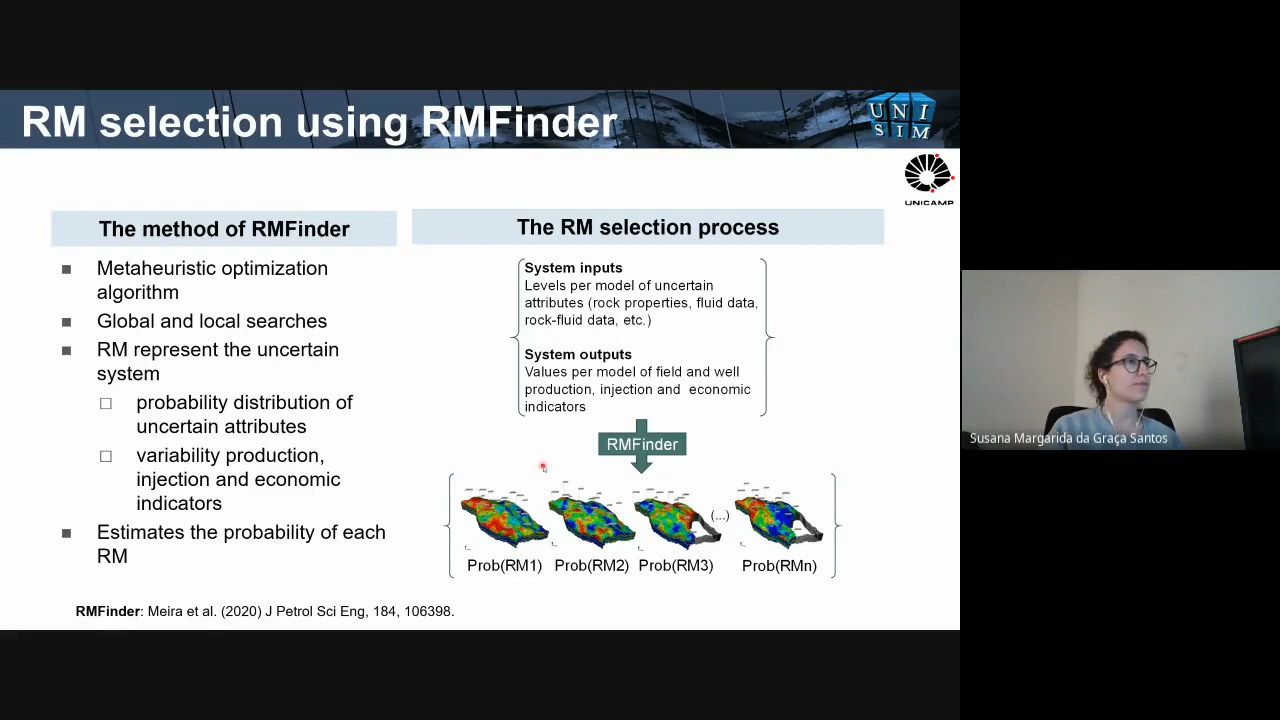 RM selection using RMFinder
UNI
SIM
UNICAMP
The method of RMFinder
Metaheuristic optimization
algorithm
Global and local searches
RM represent the uncertain
system
probability distribution of
uncertain attributes
variability production,
injection and economic
indicators
Estimates the probability of each
RM
The RM selection process
System inputs
Levels per model of uncertain
attributes (rock properties, fluid data,
rock-fluid data, etc.)
System outputs
Values per model of field and well
production, injection and economic
indicators
RMFinder
(...)
Prob(RM1) Prob(RM2) Prob(RM3) Prob(RMn)
RMFinder: Meira et al. (2020) J Petrol Sci Eng, 184, 106398.
Susana Margarida da Graça Santos